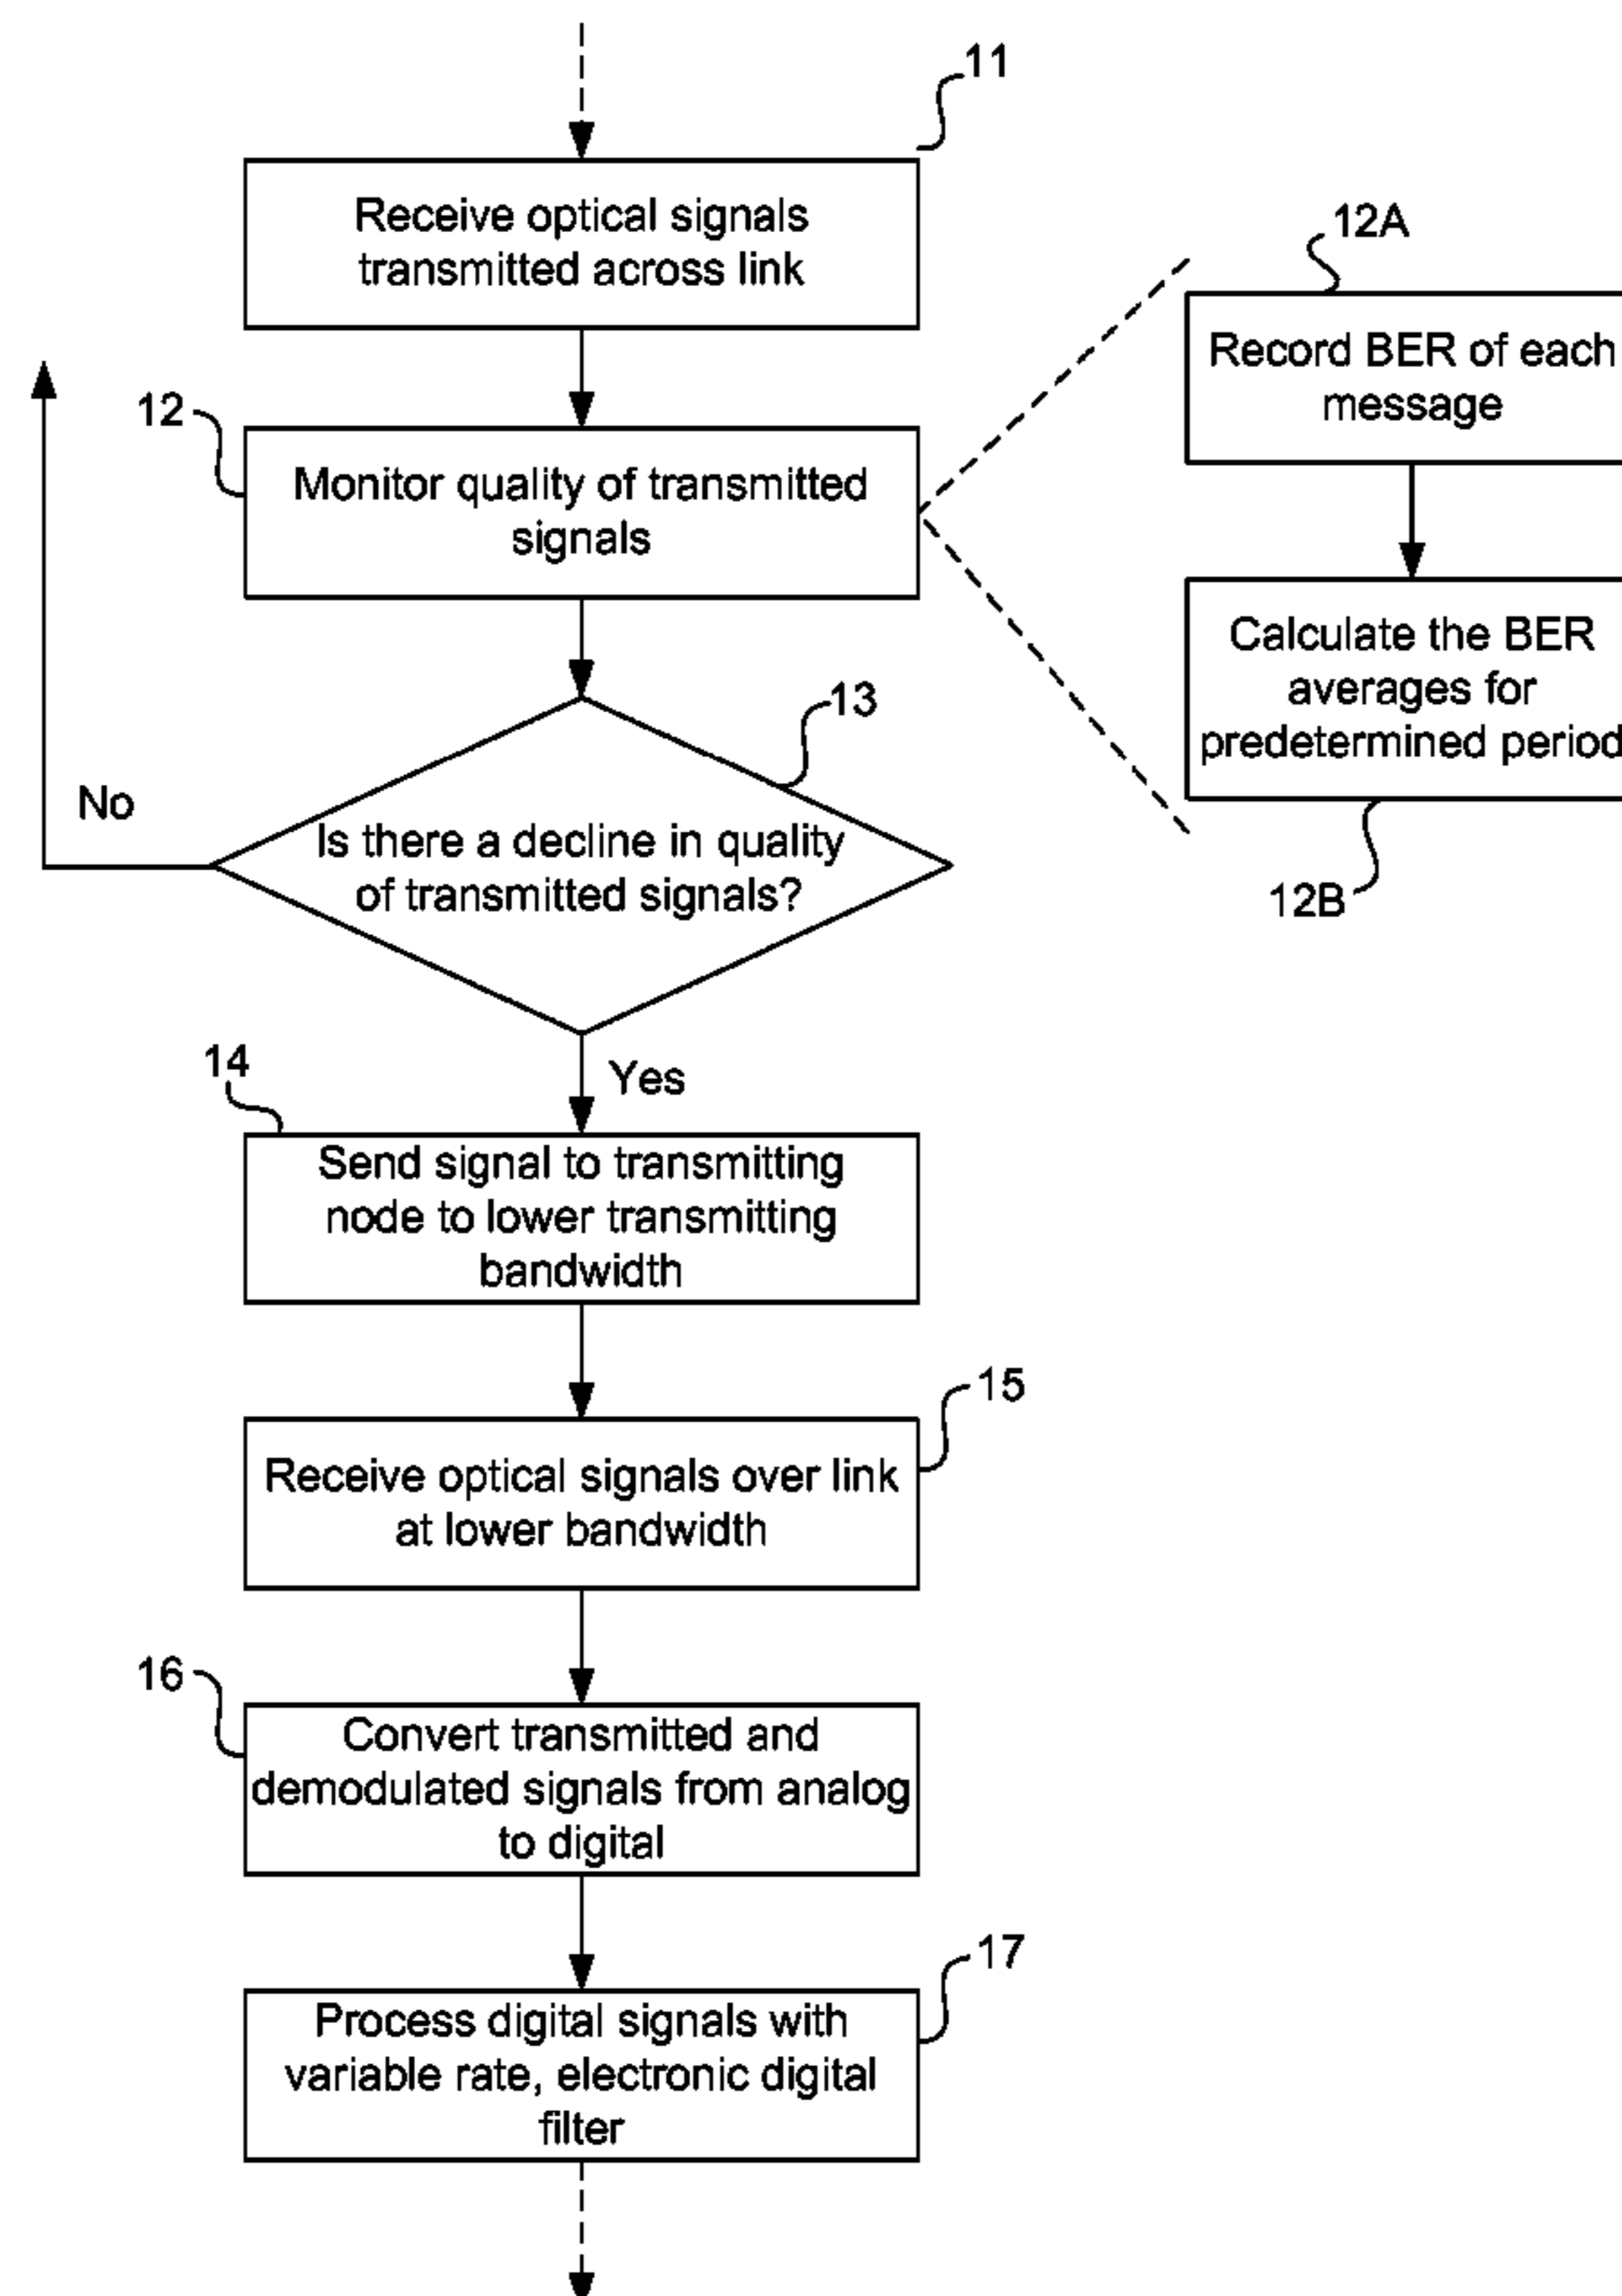 11
Receive optical signals
transmitted across link
12A
Record BER of each
message
12
Monitor quality of transmitted
signals
Calculate the BER
averages for
predetermined period
12B
13
No
Is there a decline in quality
of transmitted signals?
14
Yes
Send signal to transmitting
node to lower transmitting
bandwidth
15
Receive optical signals over link
at lower bandwidth
16
Convert transmitted and
demodulated signals from analog
to digital
17
Process digital signals with
variable rate, electronic digital
filter